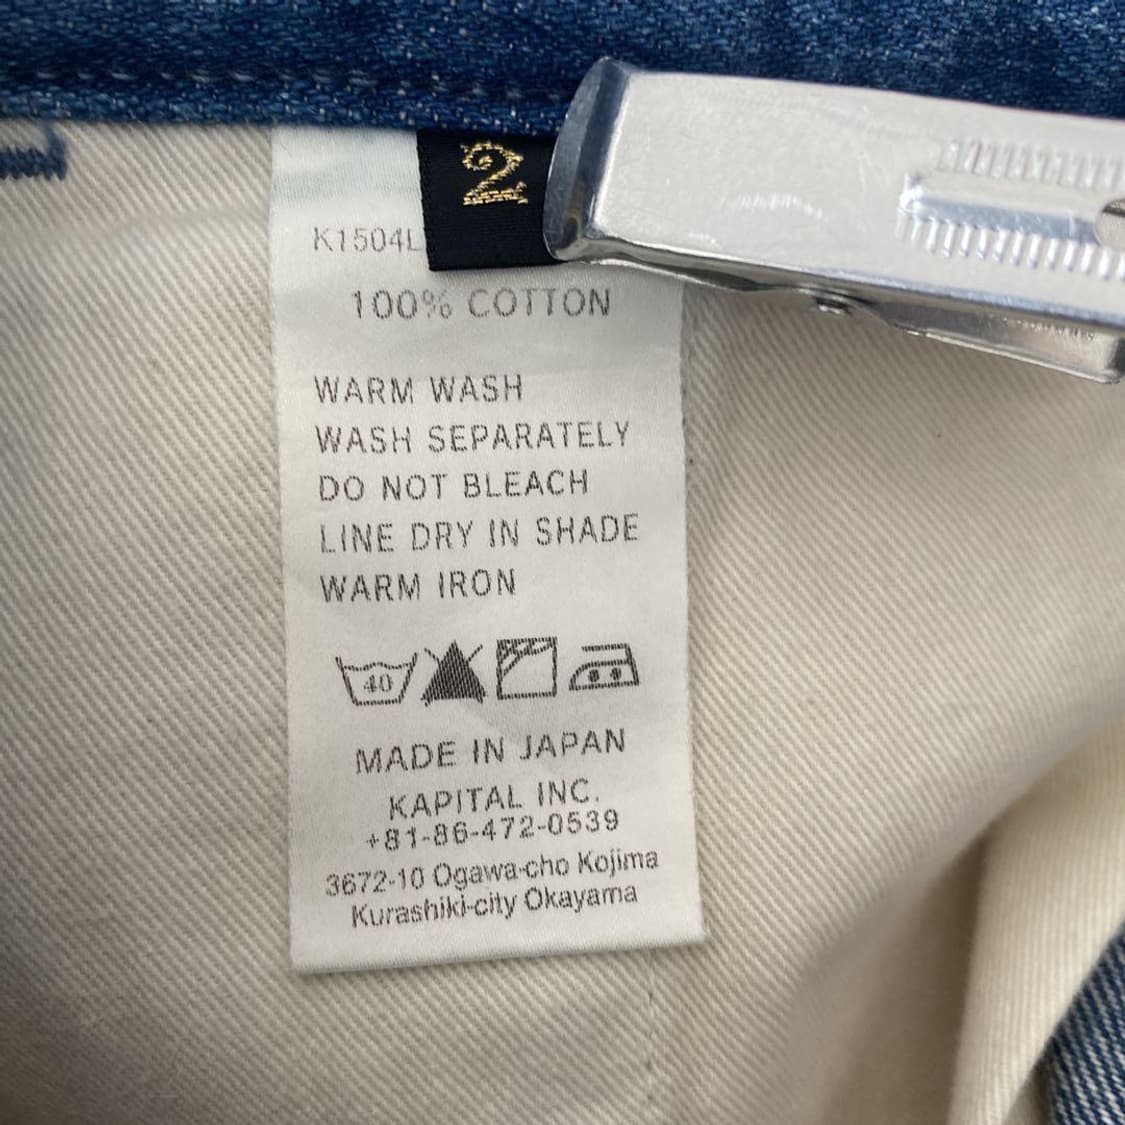 2
K1504L
100% COTTON
WARM WASH
WASH SEPARATELY
DO NOT BLEACH
LINE DRY IN SHADE
WARM IRON
40
MADE IN JAPAN
KAPITAL INC.
+81-86-472-0539
3672-10 Ogawa-cho Kojima
Kurashiki-city Okayama